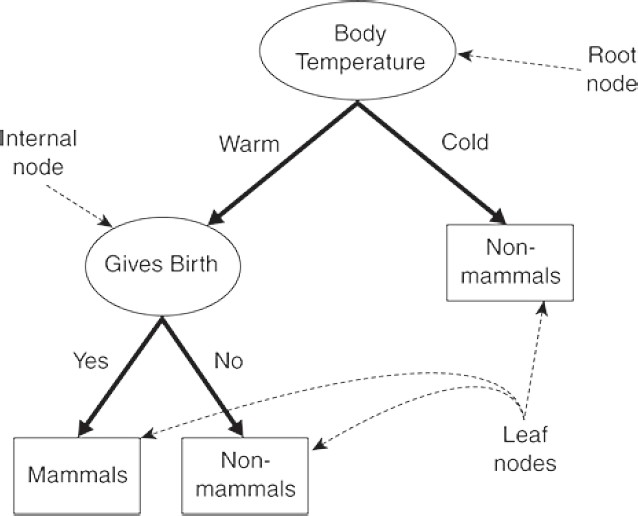 Body
Temperature
Root
node
Internal
node
Warm
Cold
Gives Birth
Non-
mammals
Yes
No
Mammals
Non-
mammals
Leaf
nodes